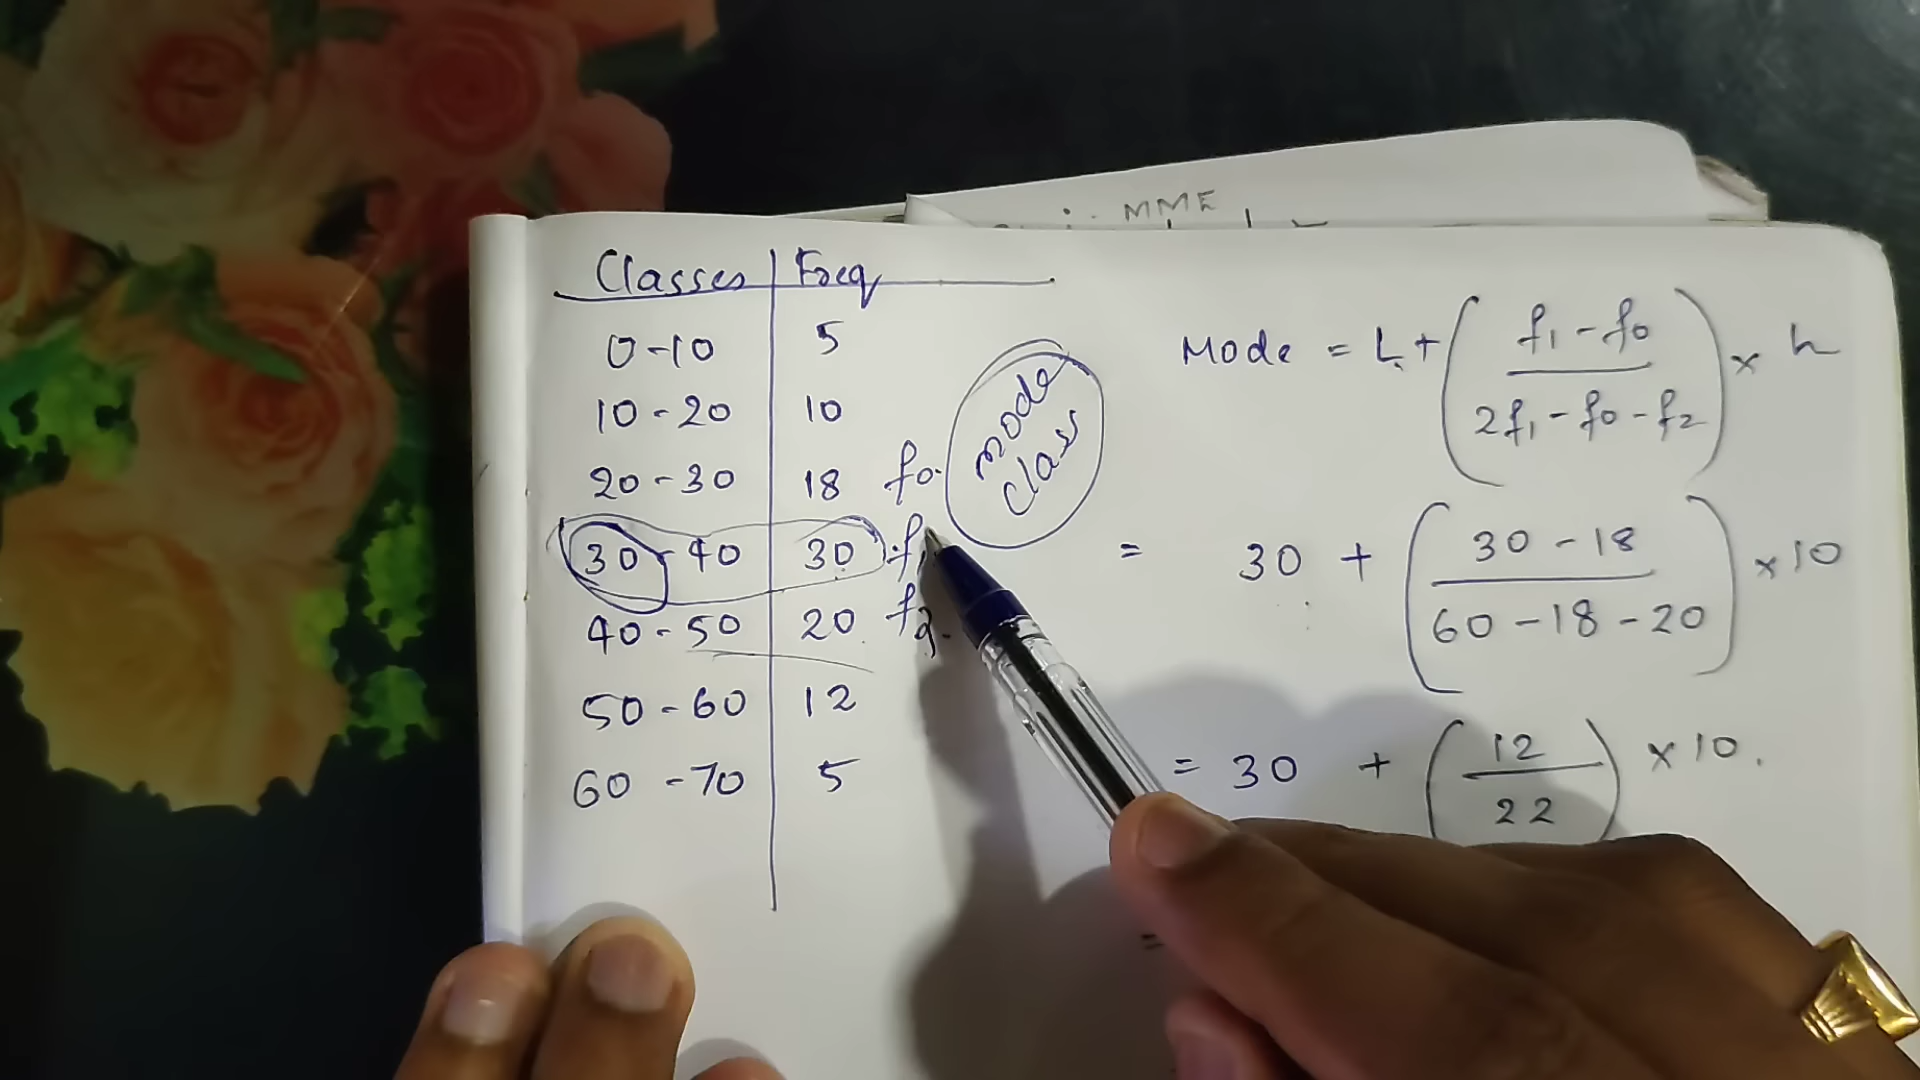 MME
Classes | Freq
0-10 5
10-20 10
20-30 18 f0.
30-40 30 f1
40-50 20 f2.
50-60 12
60-70 5
mode
class
Mode = L + (f1 - f0 / 2f1 - f0 - f2) × h
= 30 + (30 - 18 / 60 - 18 - 20) × 10
= 30 + (12 / 22) × 10.
=